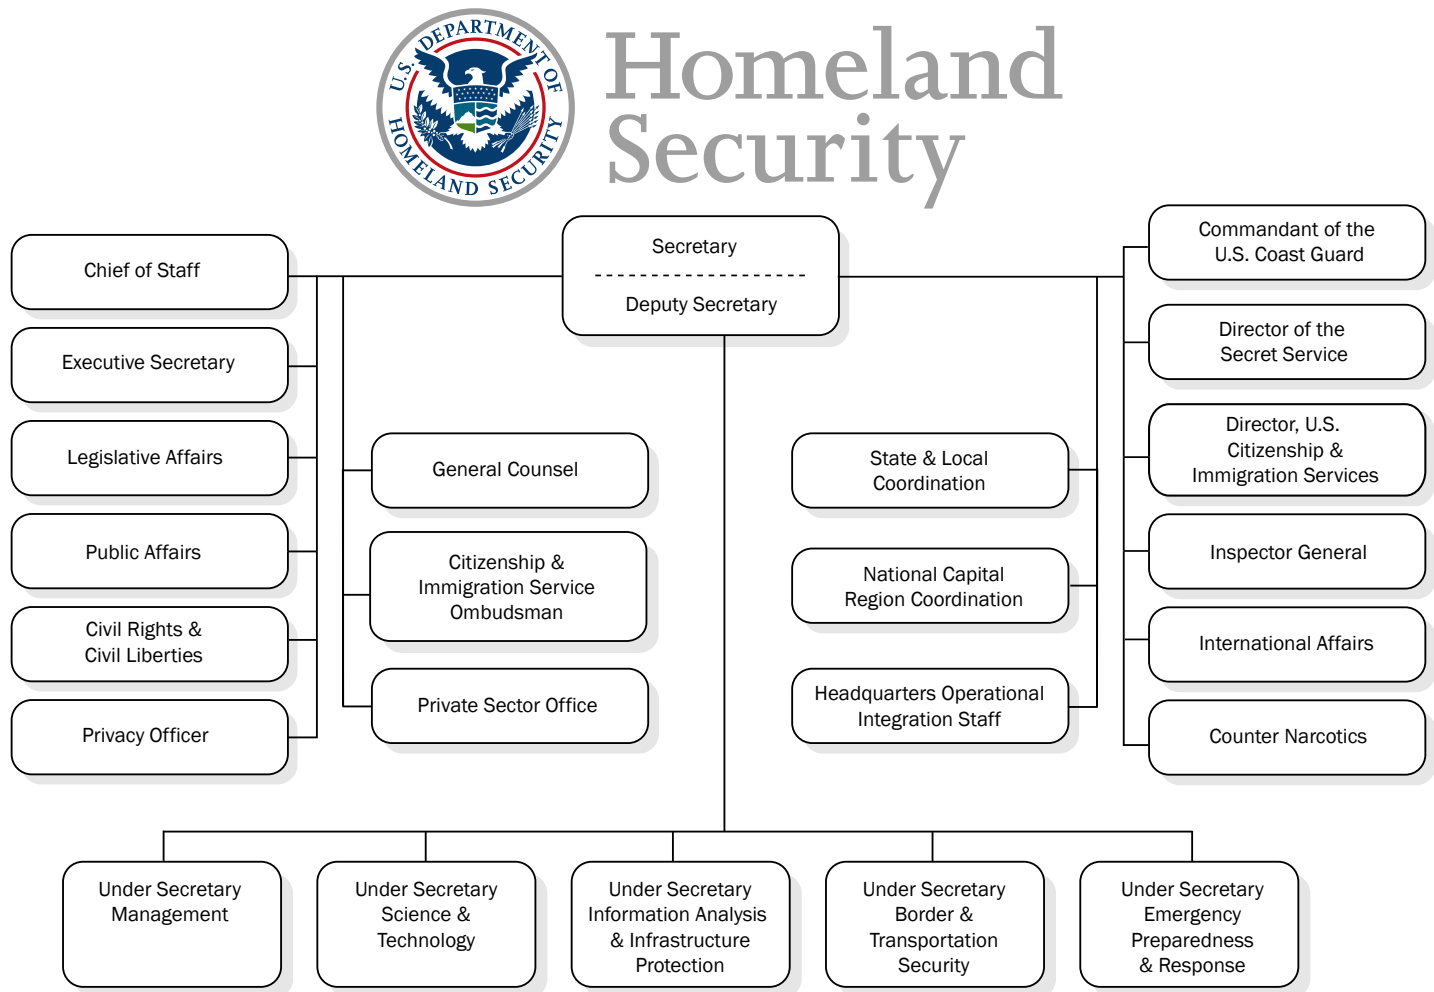 U.S. DEPARTMENT OF
HOMELAND SECURITY
Homeland
Security
Secretary
Deputy Secretary
Chief of Staff
Executive Secretary
Legislative Affairs
Public Affairs
Civil Rights &
Civil Liberties
Privacy Officer
General Counsel
Citizenship &
Immigration Service
Ombudsman
Private Sector Office
State & Local
Coordination
National Capital
Region Coordination
Headquarters Operational
Integration Staff
Commandant of the
U.S. Coast Guard
Director of the
Secret Service
Director, U.S.
Citizenship &
Immigration Services
Inspector General
International Affairs
Counter Narcotics
Under Secretary
Management
Under Secretary
Science &
Technology
Under Secretary
Information Analysis
& Infrastructure
Protection
Under Secretary
Border &
Transportation
Security
Under Secretary
Emergency
Preparedness
& Response